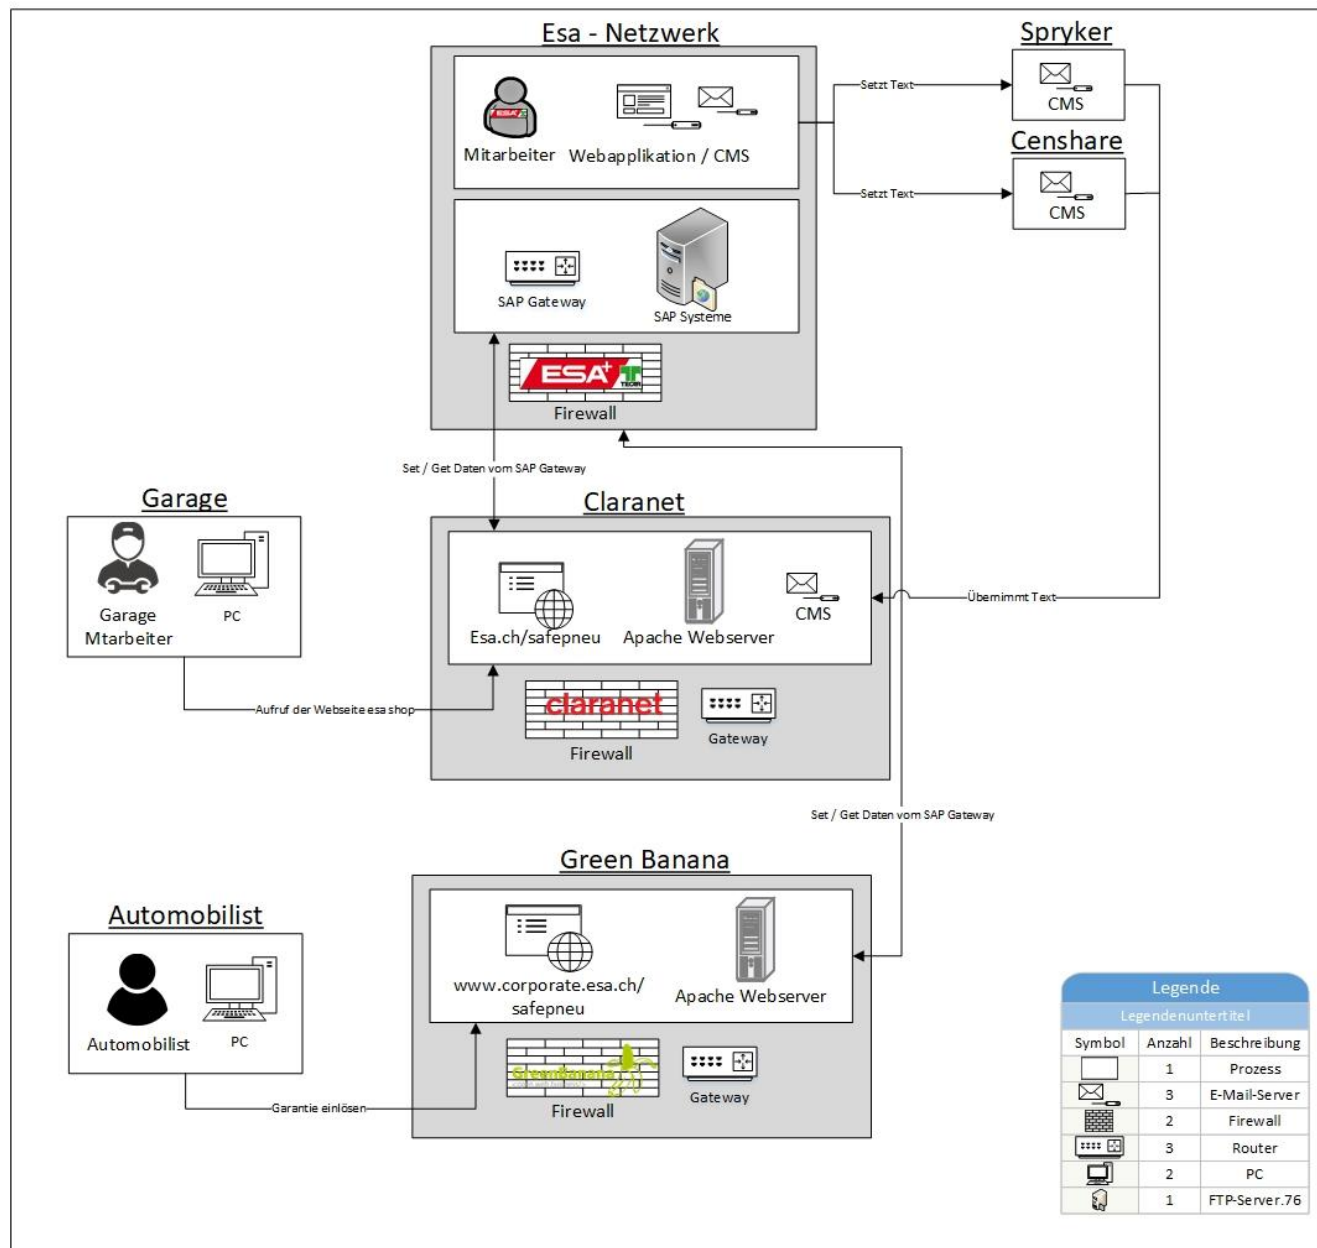 Esa - Netzwerk
Spryker
ESA
Mitarbeiter
Webapplikation / CMS
Setzt Text
CMS
Censhare
Setzt Text
CMS
SAP Gateway
SAP Systeme
ESA+
TECAR
Firewall
Set / Get Daten vom SAP Gateway
Garage
Garage
Mtarbeiter
PC
Aufruf der Webseite esa shop
Claranet
Esa.ch/safepneu
Apache Webserver
CMS
Übernimmt Text
claranet
Firewall
Gateway
Set / Get Daten vom SAP Gateway
Green Banana
Automobilist
Automobilist
PC
Garantie einlösen
www.corporate.esa.ch/
safepneu
Apache Webserver
GreenBanana
Firewall
Gateway
Legende
Legendenuntertitel
Symbol Anzahl Beschreibung
1 Prozess
3 E-Mail-Server
2 Firewall
3 Router
2 PC
1 FTP-Server.76